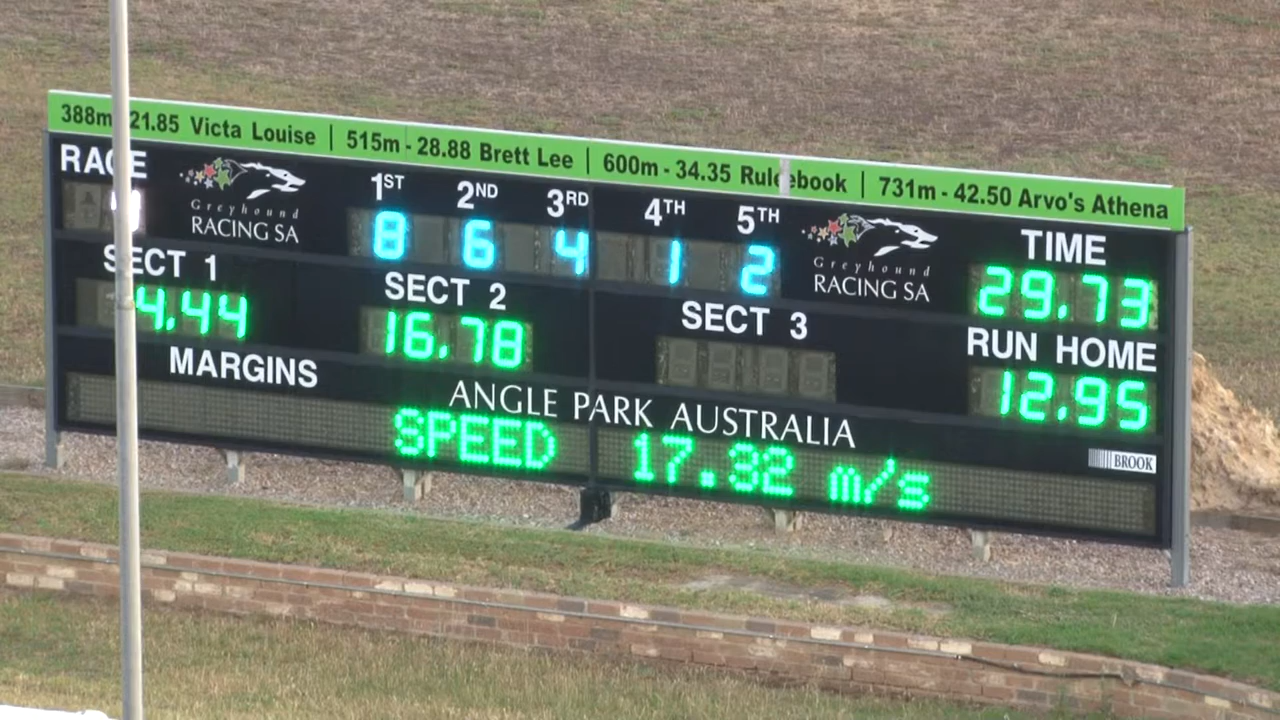 388m 21.85 Victa Louise | 515m - 28.88 Brett Lee | 600m - 34.35 Rulebook | 731m - 42.50 Arvo's Athena
RACE
Greyhound
RACING SA
1ST 2ND 3RD 4TH 5TH
8 6 4 1 2
Greyhound
RACING SA
TIME
29.73
SECT 1
4.44
SECT 2
16.78
SECT 3
RUN HOME
12.95
MARGINS
ANGLE PARK AUSTRALIA
SPEED 17.32 m/s
BROOK